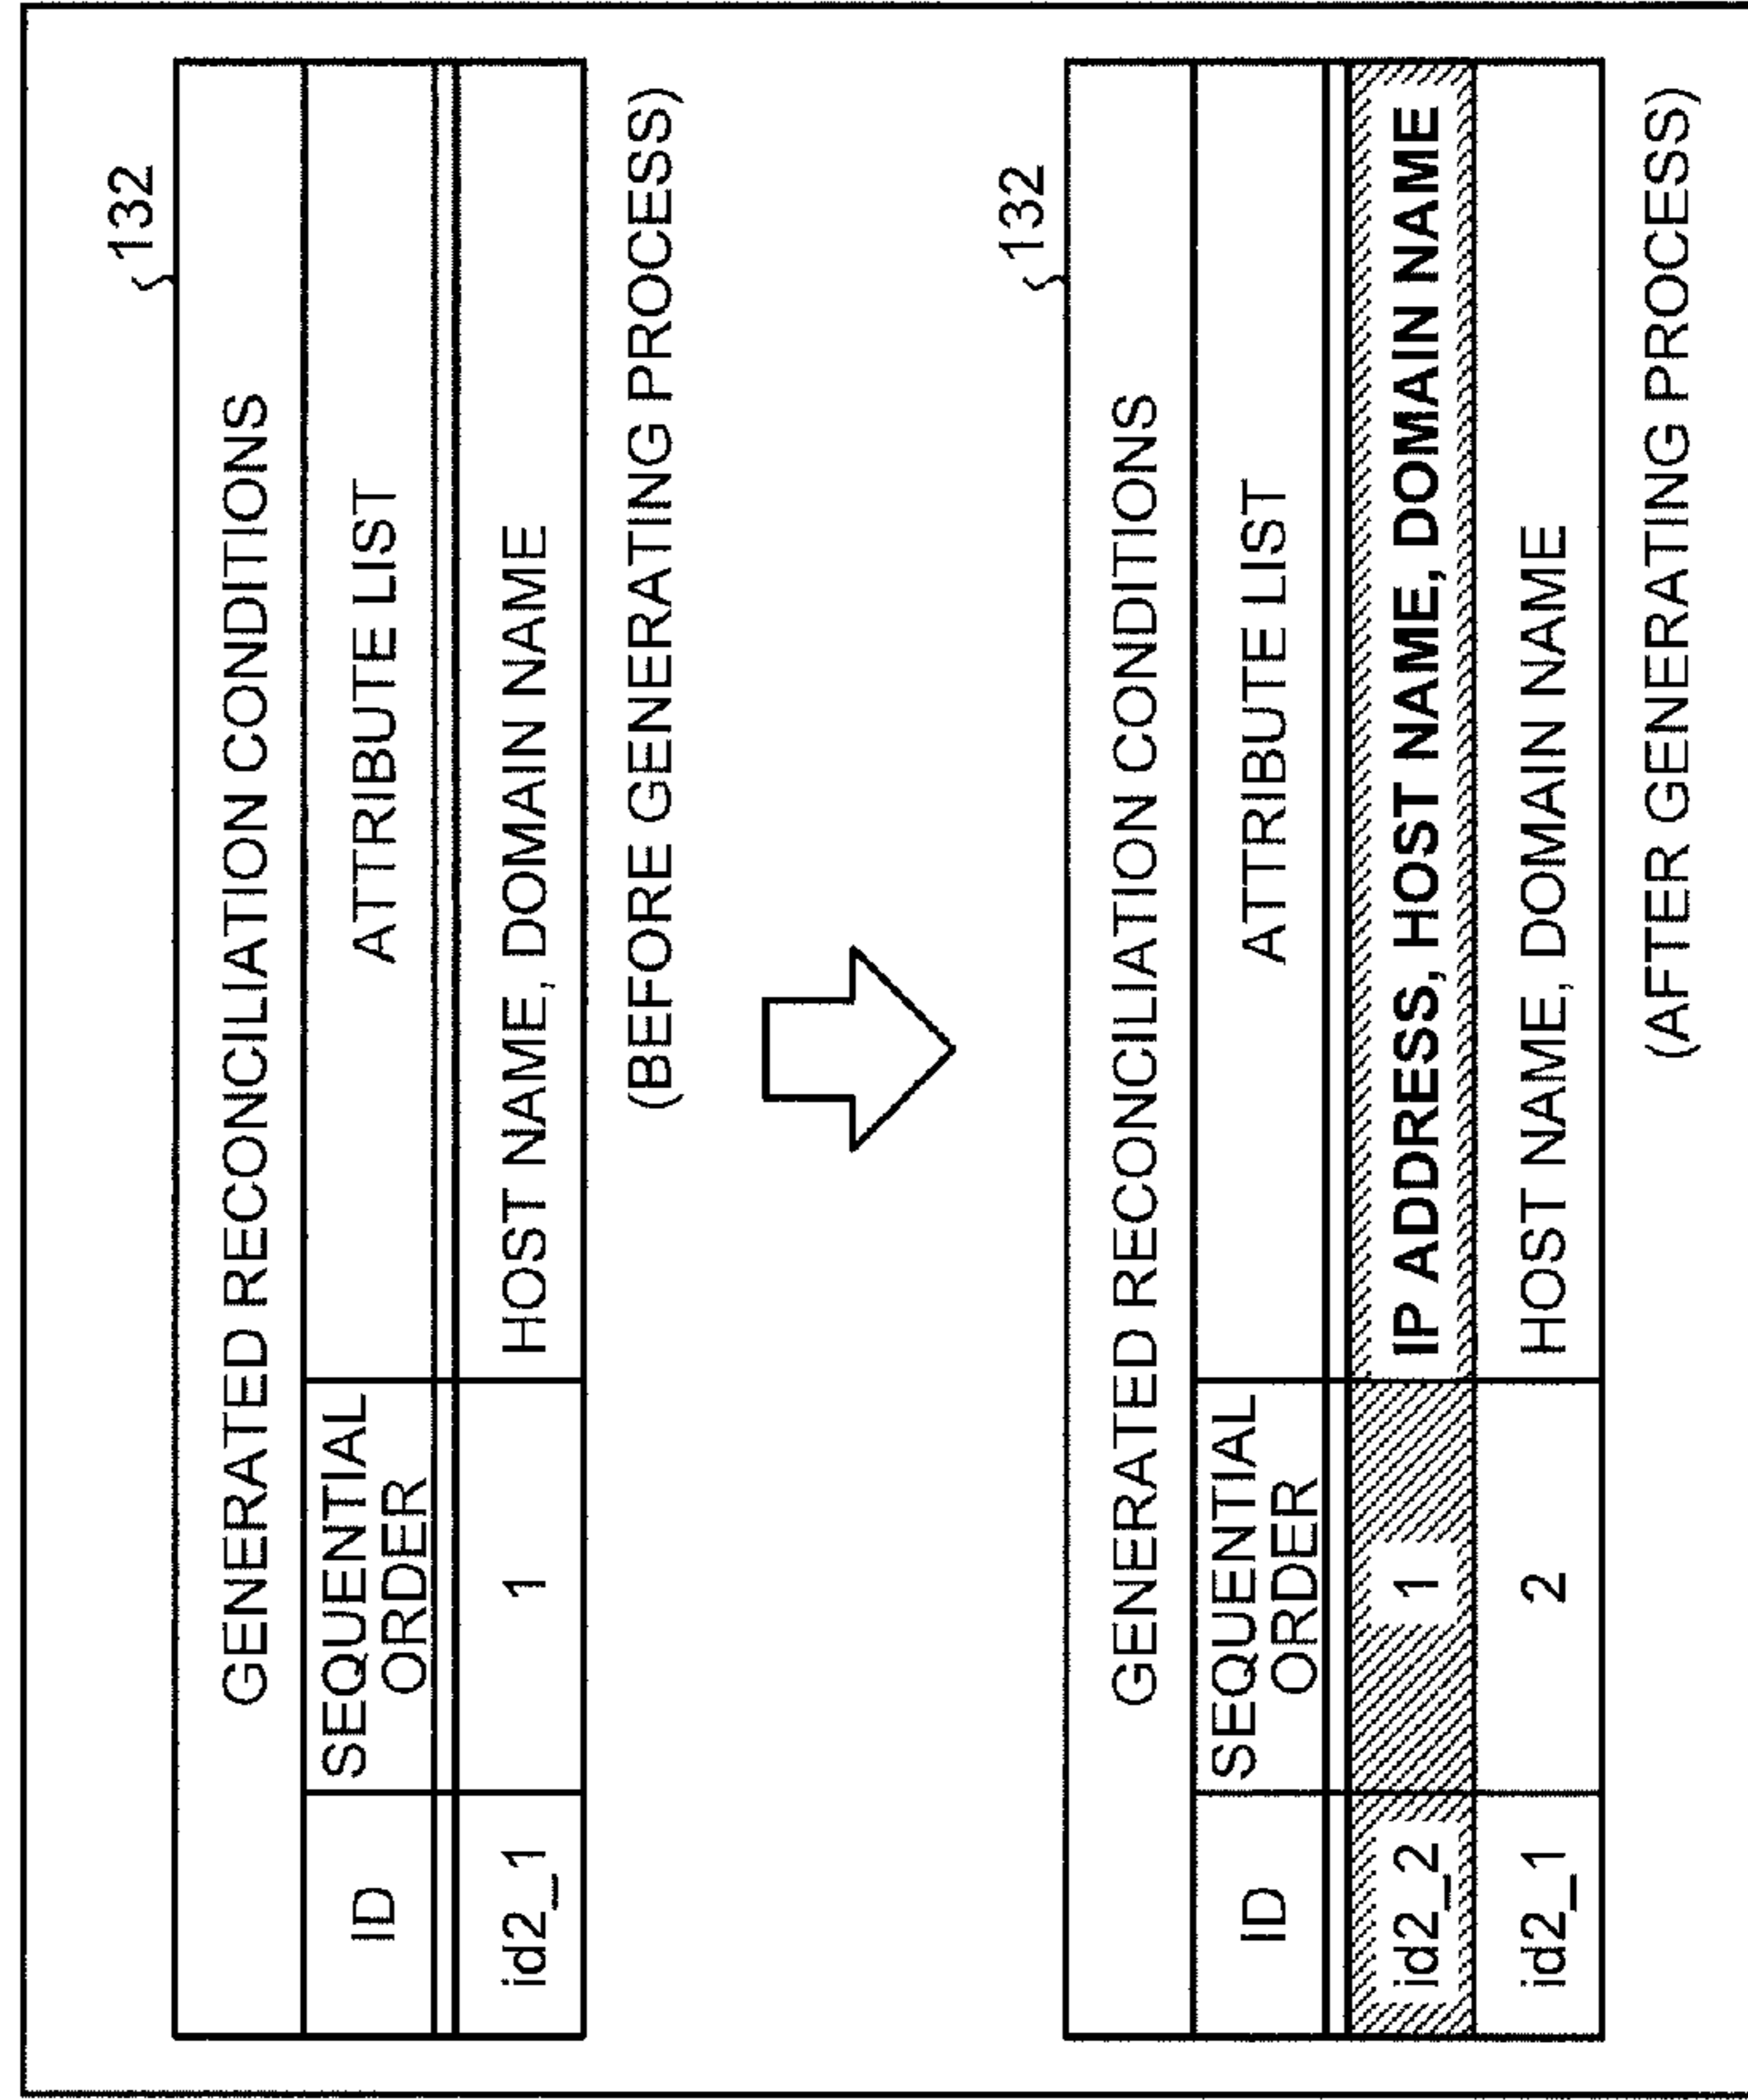 132
GENERATED RECONCILIATION CONDITIONS
ID SEQUENTIAL ORDER ATTRIBUTE LIST
id2_1 1 HOST NAME, DOMAIN NAME
(BEFORE GENERATING PROCESS)
132
GENERATED RECONCILIATION CONDITIONS
ID SEQUENTIAL ORDER ATTRIBUTE LIST
id2_2 1 IP ADDRESS, HOST NAME, DOMAIN NAME
id2_1 2 HOST NAME, DOMAIN NAME
(AFTER GENERATING PROCESS)